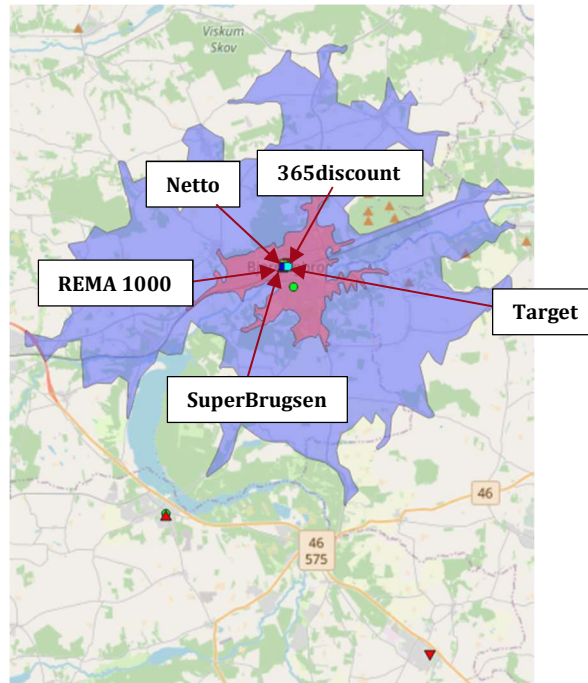 Viskum
Skov
365discount
Netto
REMA 1000
Target
SuperBrugsen
46
46
575